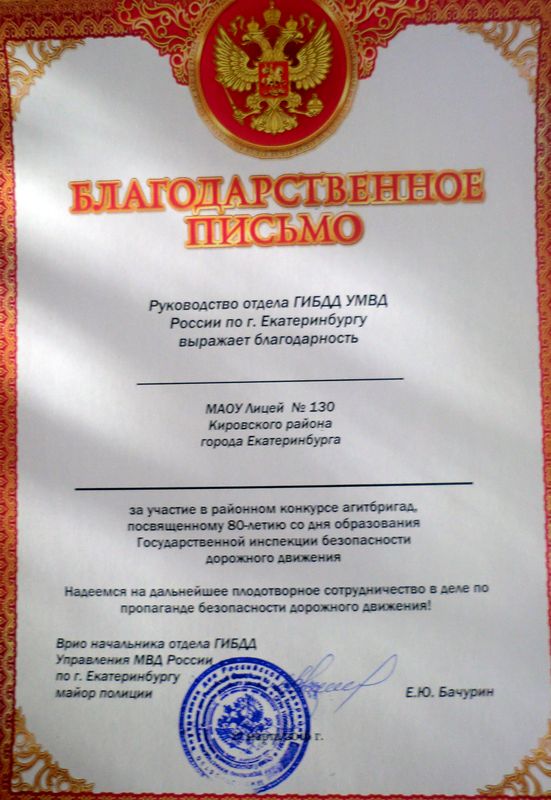 БЛАГОДАРСТВЕННОЕ
ПИСЬМО
Руководство отдела ГИБДД УМВД
России по г. Екатеринбургу
выражает благодарность
МАОУ Лицей № 130
Кировского района
города Екатеринбурга
за участие в районном конкурсе агитбригад,
посвященному 80-летию со дня образования
Государственной инспекции безопасности
дорожного движения
Надеемся на дальнейшее плодотворное сотрудничество в деле по
пропаганде безопасности дорожного движения!
Врио начальника отдела ГИБДД
Управления МВД России
по г. Екатеринбургу
майор полиции
Е.Ю. Бачурин
г.